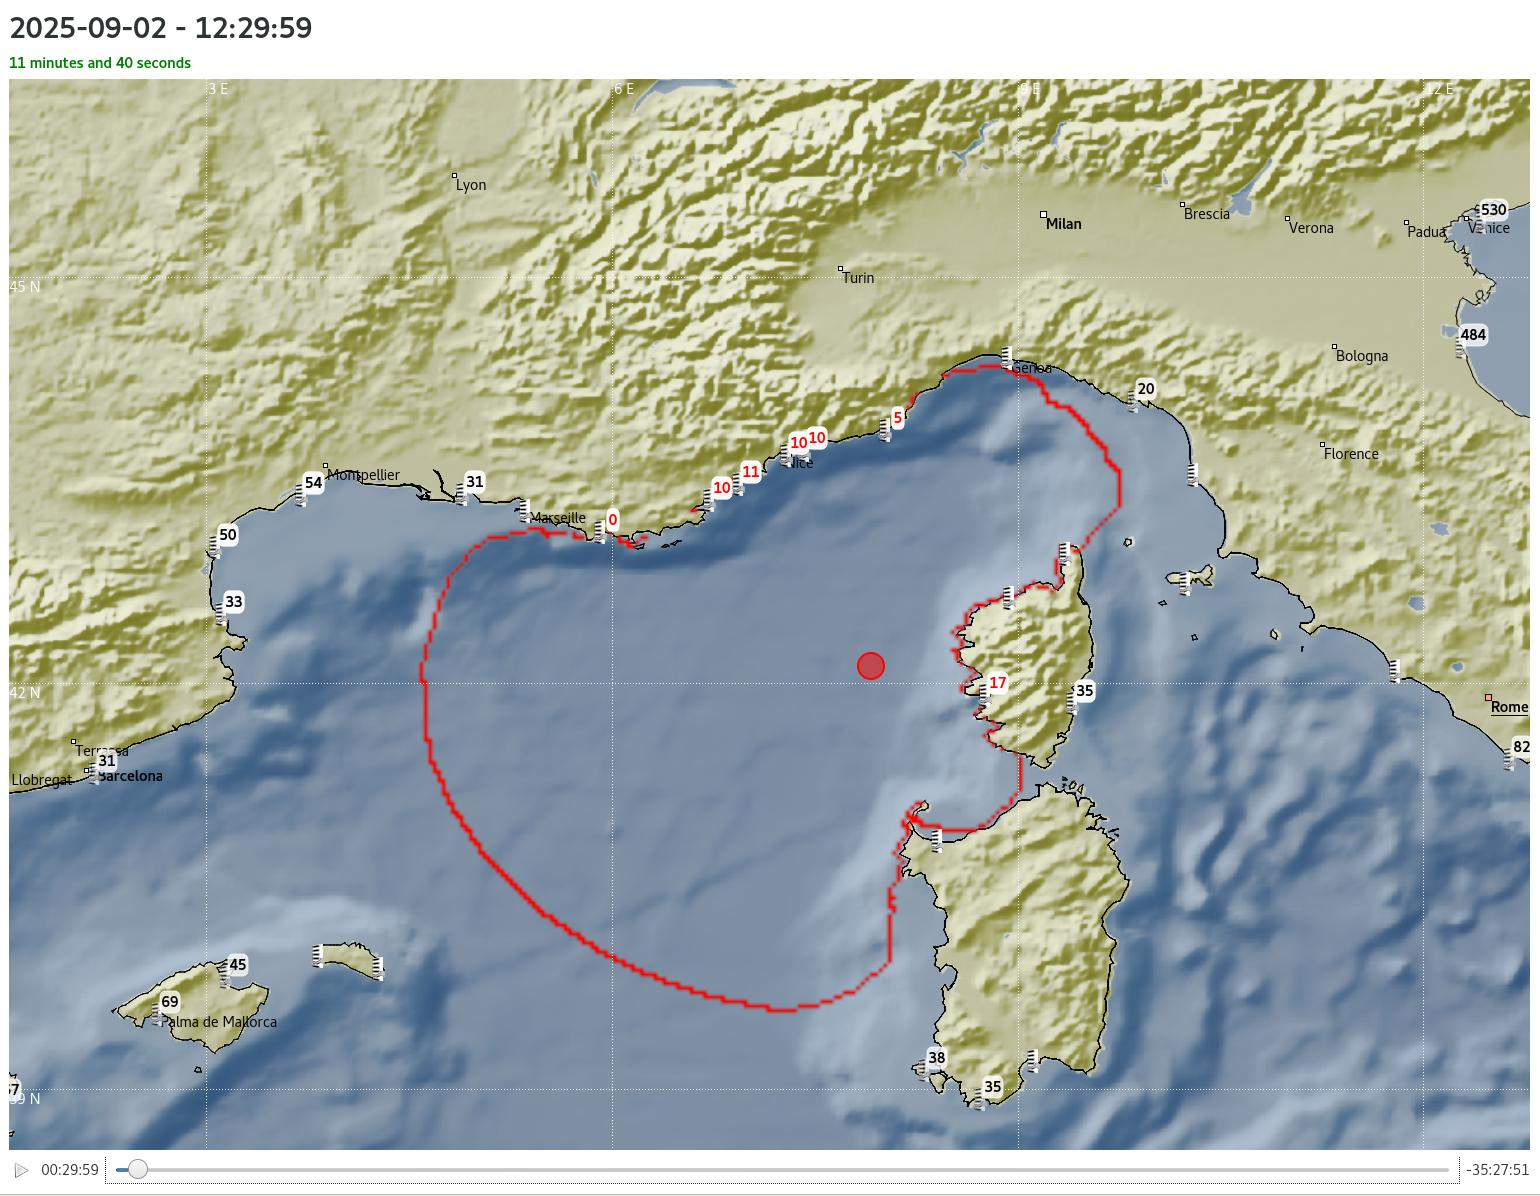 2025-09-02 - 12:29:59
11 minutes and 40 seconds
3 E
6 E
9 E
12 E
Lyon
Brescia
530
Milan
Verona
Padua
Venice
Turin
45 N
484
Bologna
Genoa
20
5
10
10
Florence
Nice
Montpellier
11
54
31
10
Marseille
0
50
33
17
35
42 N
Rome
Terrassa
82
31
Llobregat
Barcelona
45
69
Palma de Mallorca
38
35
39 N
00:29:59
-35:27:51